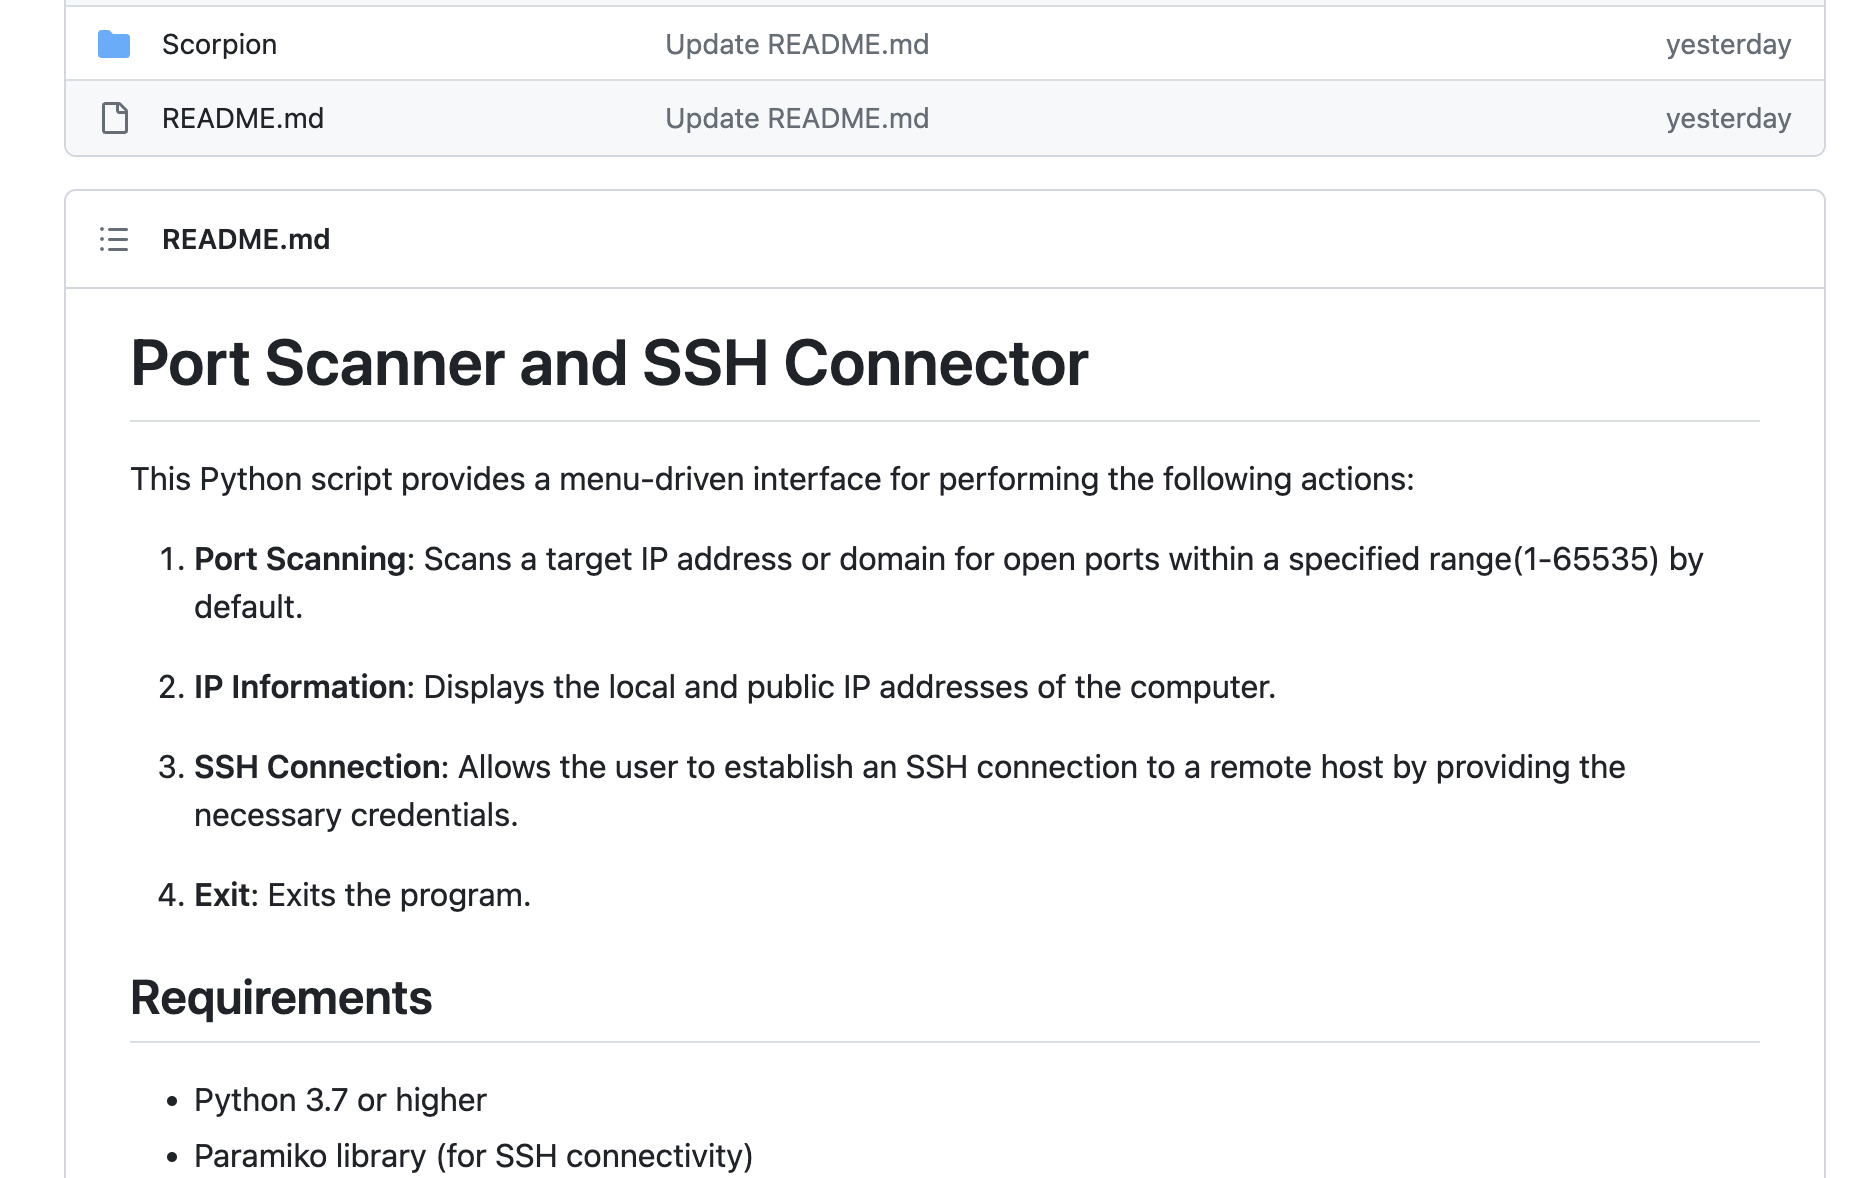 Scorpion Update README.md yesterday
README.md Update README.md yesterday
README.md
Port Scanner and SSH Connector
This Python script provides a menu-driven interface for performing the following actions:
1. Port Scanning: Scans a target IP address or domain for open ports within a specified range(1-65535) by
default.
2. IP Information: Displays the local and public IP addresses of the computer.
3. SSH Connection: Allows the user to establish an SSH connection to a remote host by providing the
necessary credentials.
4. Exit: Exits the program.
Requirements
• Python 3.7 or higher
• Paramiko library (for SSH connectivity)